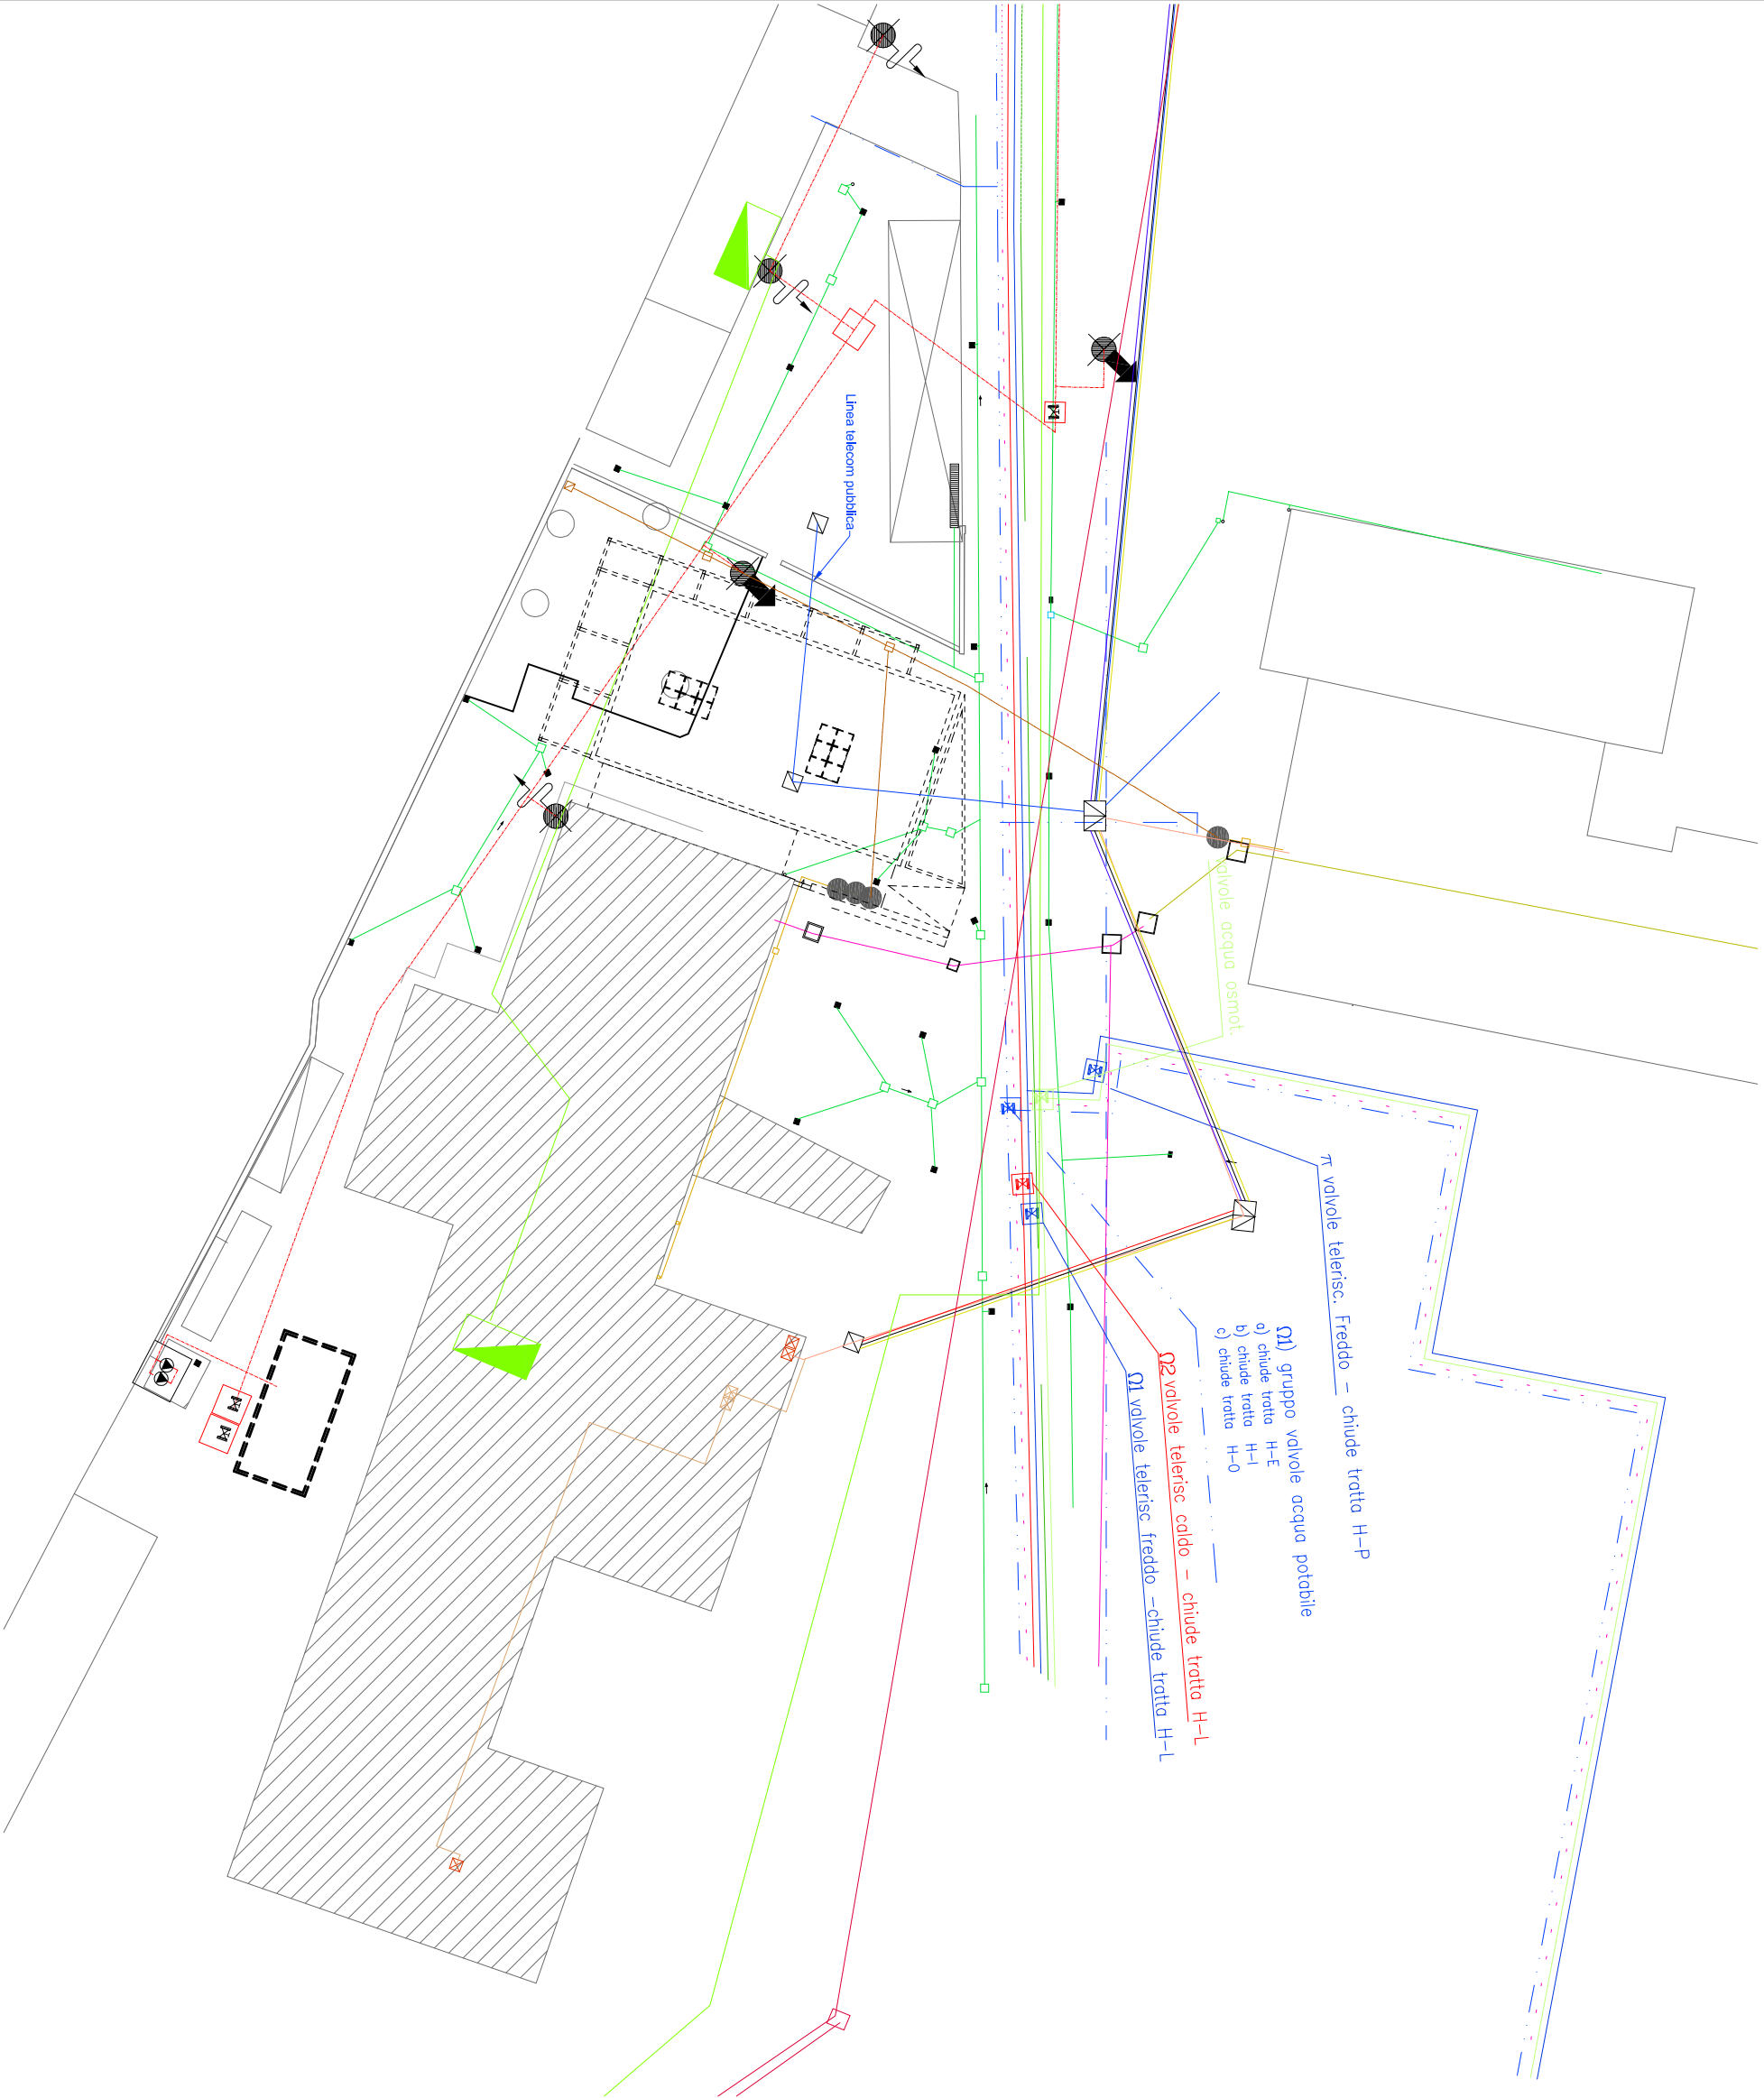 Linea telecom pubblica
valvole acqua osmot.
π valvole telerisc. Freddo – chiude tratta H–P
Ω1) gruppo valvole acqua potabile
a) chiude tratta H–E
b) chiude tratta H–I
c) chiude tratta H–O
Ω2 valvole telerisc caldo – chiude tratta H–L
Ω1 valvole telerisc freddo –chiude tratta H–L